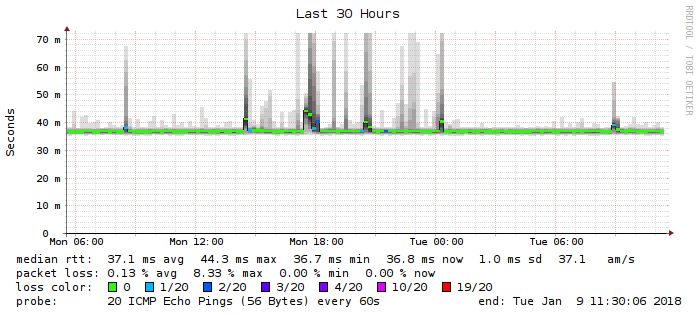 Last 30 Hours
RRDTOOL / TOBI OETIKER
Seconds
70 m
60 m
50 m
40 m
30 m
20 m
10 m
0
Mon 06:00 Mon 12:00 Mon 18:00 Tue 00:00 Tue 06:00
median rtt: 37.1 ms avg 44.3 ms max 36.7 ms min 36.8 ms now 1.0 ms sd 37.1 am/s
packet loss: 0.13 % avg 8.33 % max 0.00 % min 0.00 % now
loss color: 0 1/20 2/20 3/20 4/20 10/20 19/20
probe: 20 ICMP Echo Pings (56 Bytes) every 60s end: Tue Jan 9 11:30:06 2018